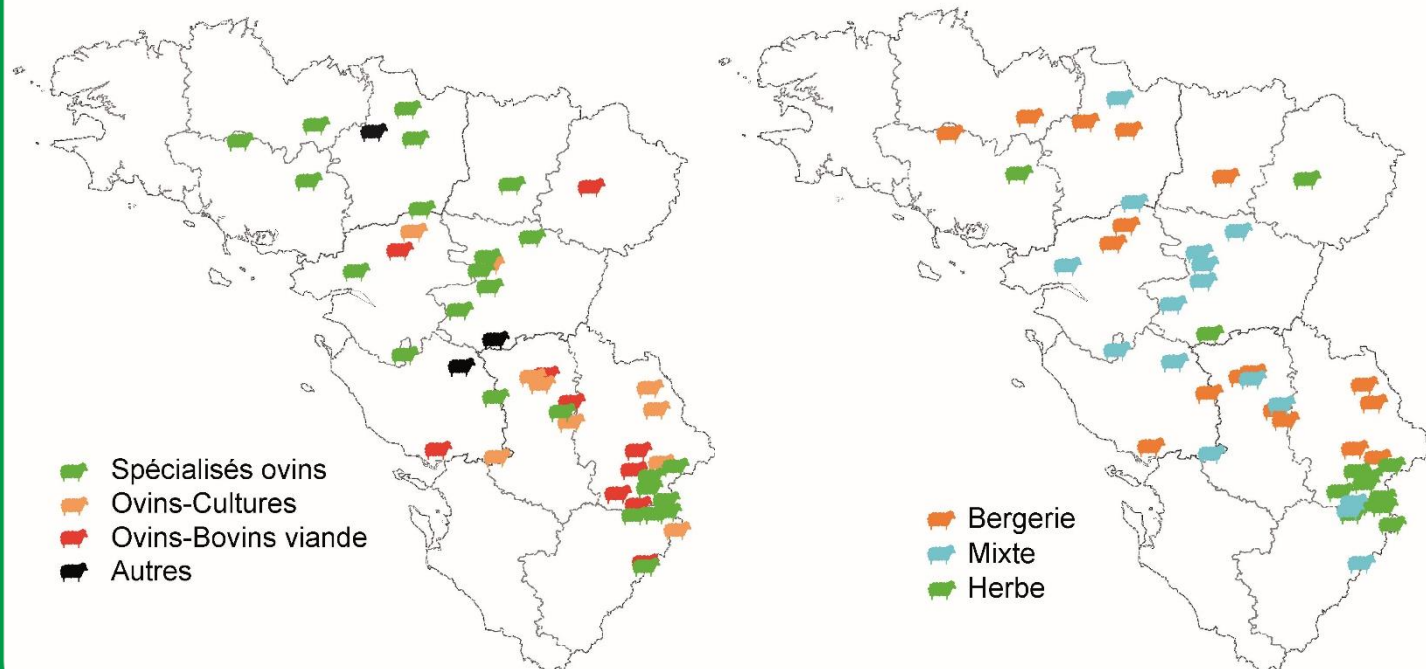 Spécialisés ovins
Ovins-Cultures
Ovins-Bovins viande
Autres
Bergerie
Mixte
Herbe